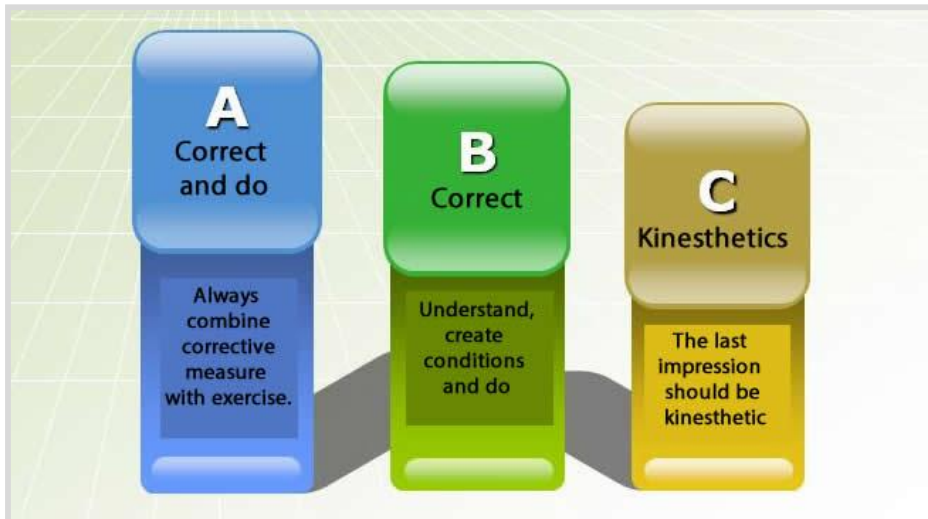 A
Correct
and do
Always
combine
corrective
measure
with exercise.
B
Correct
Understand,
create
conditions
and do
C
Kinesthetics
The last
impression
should be
kinesthetic